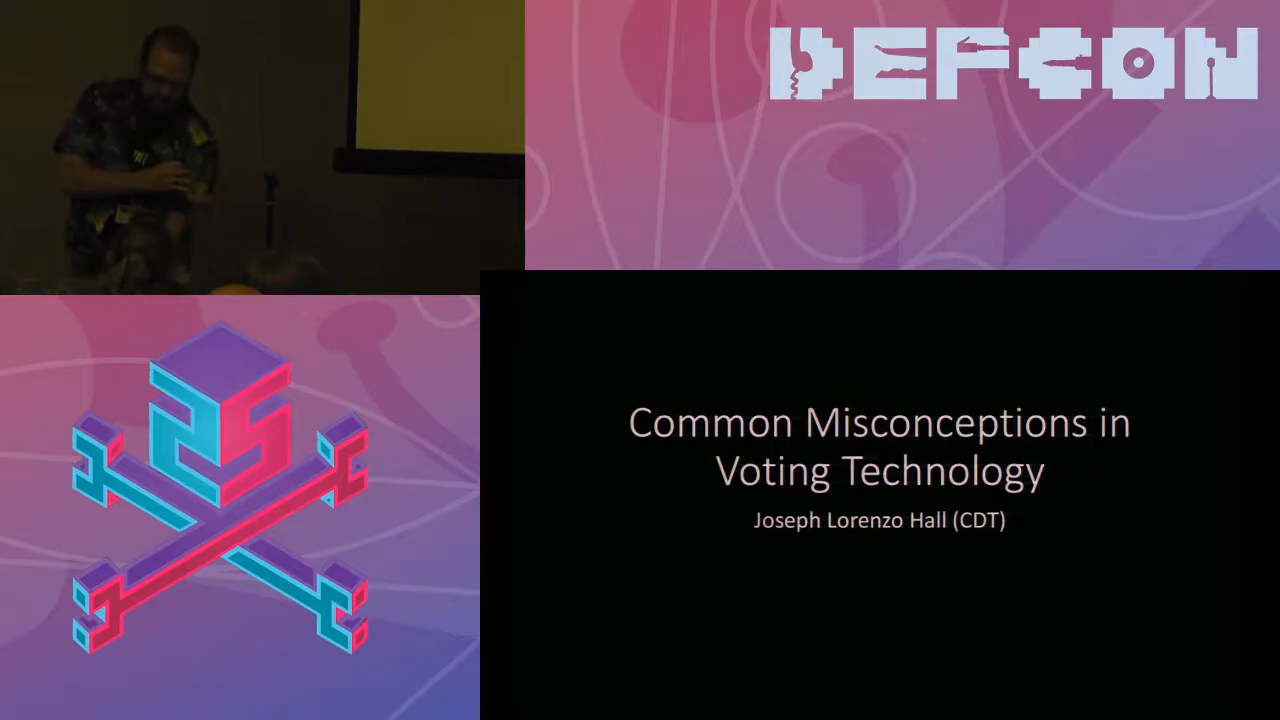 DEFCON
Common Misconceptions in
Voting Technology
Joseph Lorenzo Hall (CDT)